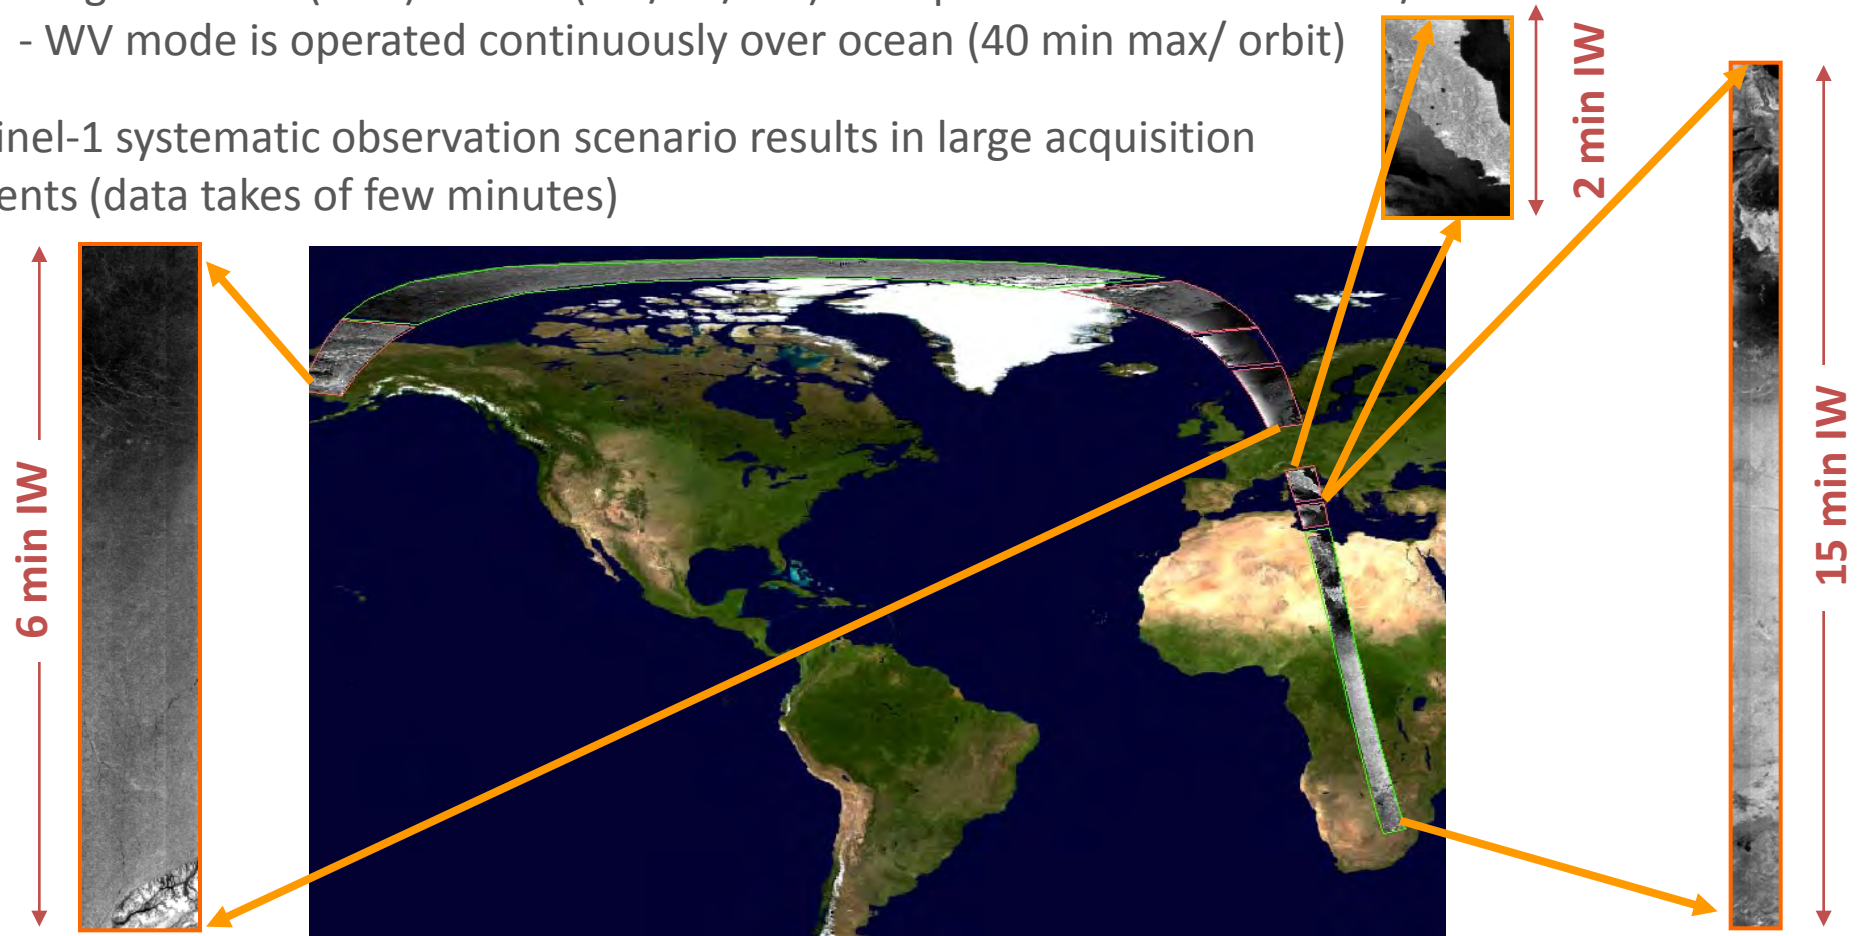 - WV mode is operated continuously over ocean (40 min max/ orbit)
inel-1 systematic observation scenario results in large acquisition
ents (data takes of few minutes)
2 min IW
6 min IW
15 min IW